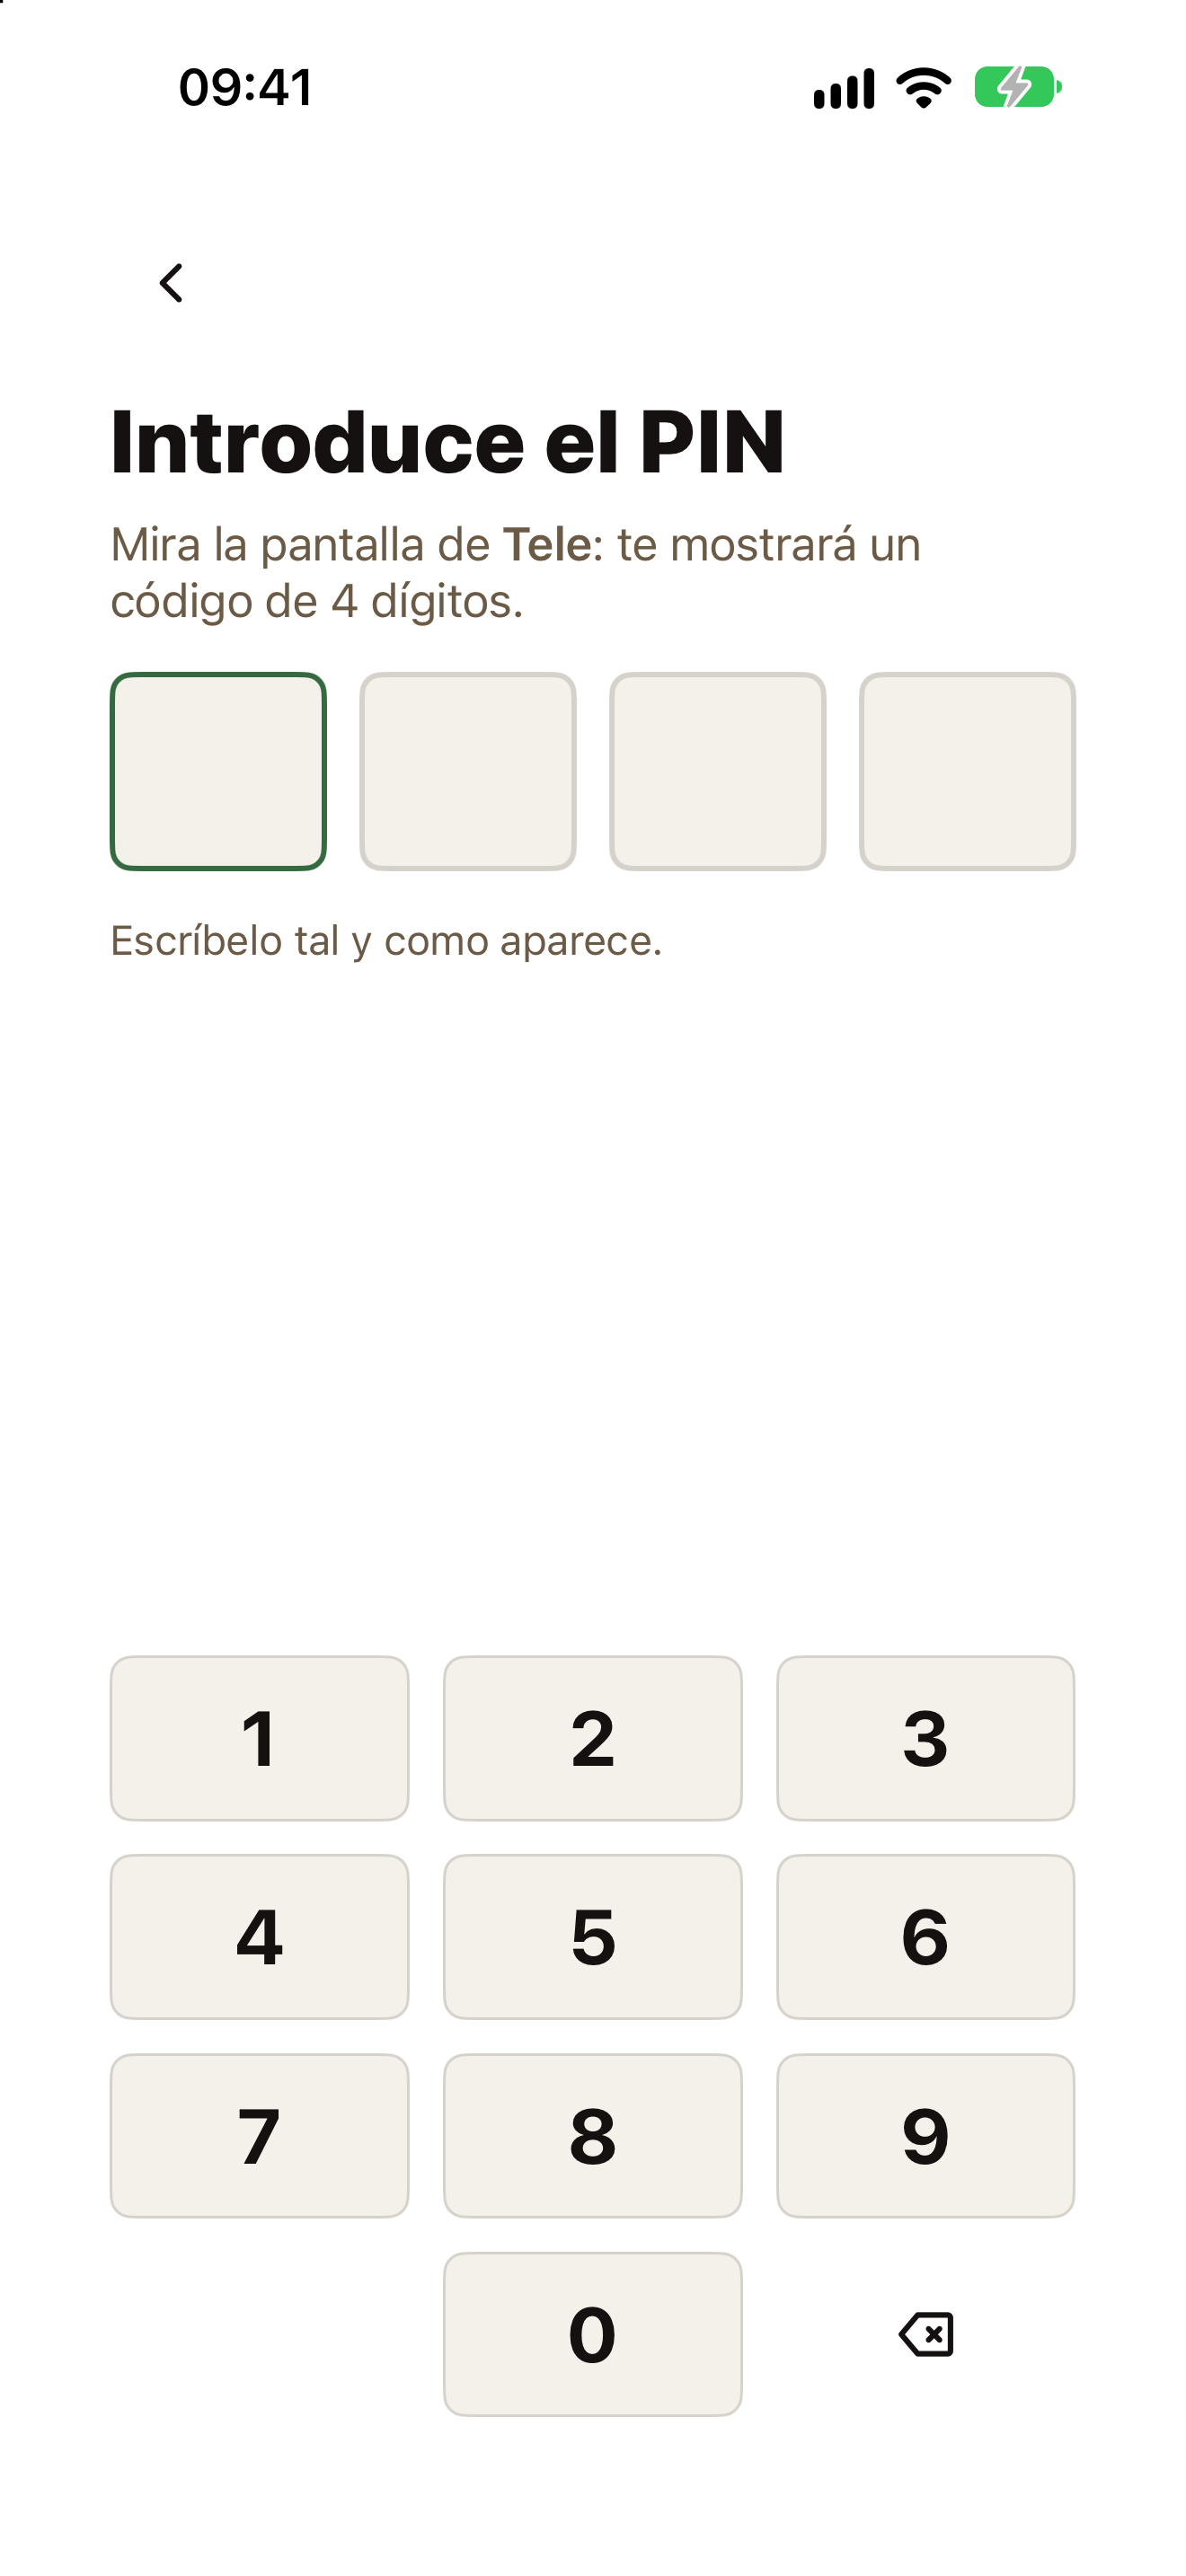 09:41
Introduce el PIN
Mira la pantalla de Tele: te mostrará un
código de 4 dígitos.
Escríbelo tal y como aparece.
1 2 3
4 5 6
7 8 9
0